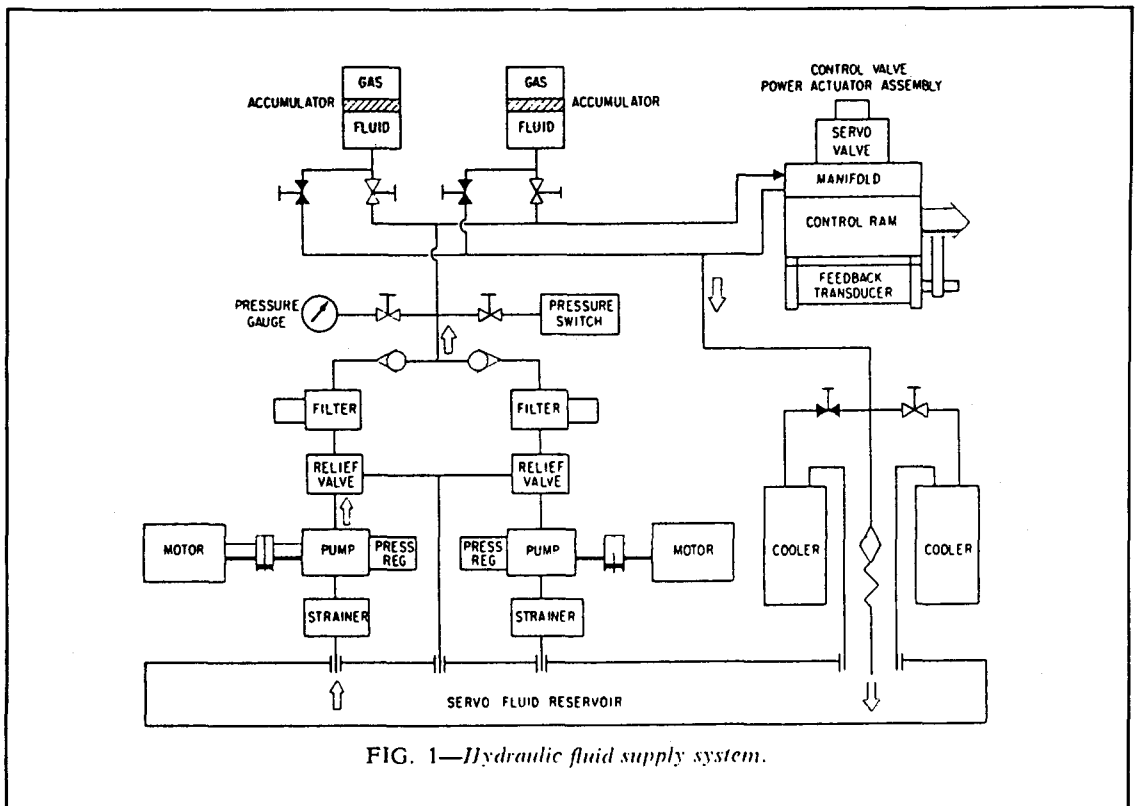 CONTROL VALVE
POWER ACTUATOR ASSEMBLY
GAS
GAS
ACCUMULATOR
ACCUMULATOR
FLUID
FLUID
SERVO
VALVE
MANIFOLD
CONTROL RAM
FEEDBACK
TRANSDUCER
PRESSURE
GAUGE
PRESSURE
SWITCH
FILTER
FILTER
RELIEF
VALVE
RELIEF
VALVE
MOTOR
PUMP
PRESS
REG
PRESS
REG
PUMP
MOTOR
COOLER
COOLER
STRAINER
STRAINER
SERVO FLUID RESERVOIR
FIG. 1—Hydraulic fluid supply system.